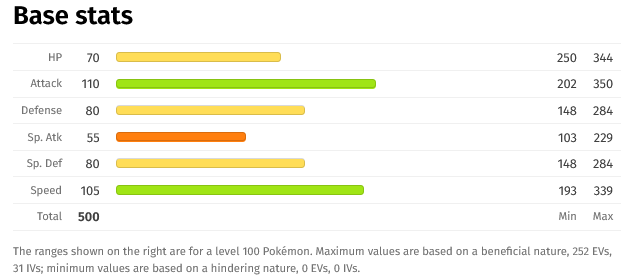 Base stats
HP 70 250 344
Attack 110 202 350
Defense 80 148 284
Sp. Atk 55 103 229
Sp. Def 80 148 284
Speed 105 193 339
Total 500 Min Max
The ranges shown on the right are for a level 100 Pokémon. Maximum values are based on a beneficial nature, 252 EVs,
31 IVs; minimum values are based on a hindering nature, 0 EVs, 0 IVs.